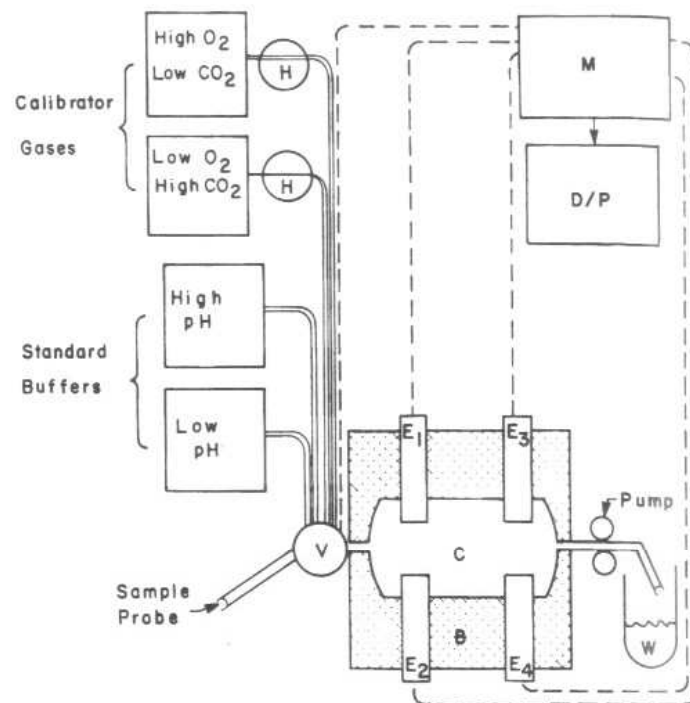 High O2
Low CO2
H
Calibrator
Gases
Low O2
High CO2
H
M
D/P
High
pH
Standard
Buffers
Low
pH
E1
E3
Pump
V
C
Sample
Probe
B
E2
E4
W